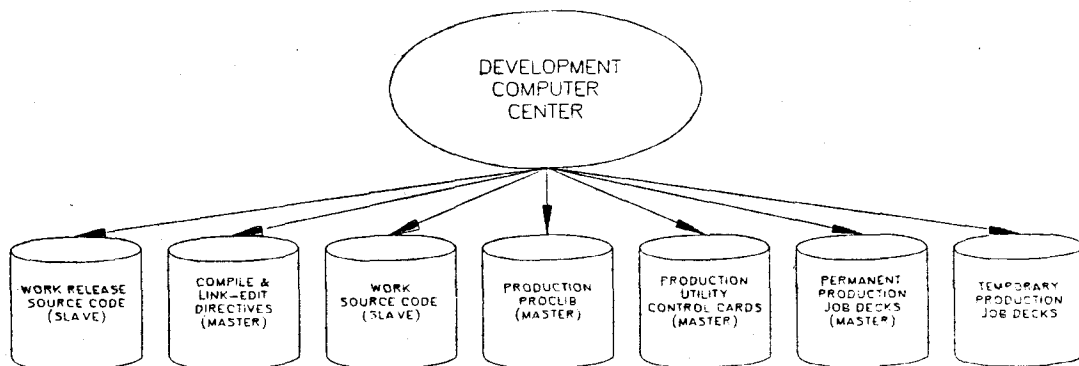 DEVELOPMENT
COMPUTER
CENTER
WORK RELEASE
SOURCE CODE
(SLAVE)
COMPILE &
LINK-EDIT
DIRECTIVES
(MASTER)
WORK
SOURCE CODE
(SLAVE)
PRODUCTION
PROCLIB
(MASTER)
PRODUCTION
UTILITY
CONTROL CARDS
(MASTER)
PERMANENT
PRODUCTION
JOB DECKS
(MASTER)
TEMPORARY
PRODUCTION
JOB DECKS